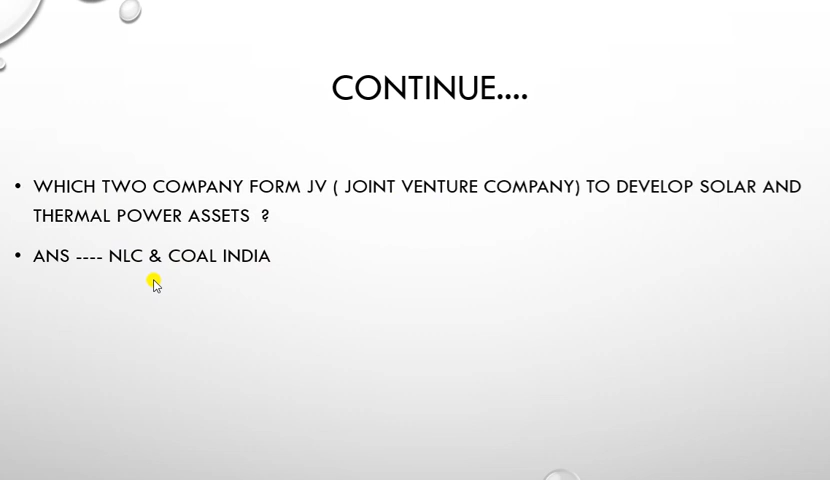 CONTINUE....
• WHICH TWO COMPANY FORM JV ( JOINT VENTURE COMPANY) TO DEVELOP SOLAR AND
THERMAL POWER ASSETS  ?
• ANS ---- NLC & COAL INDIA